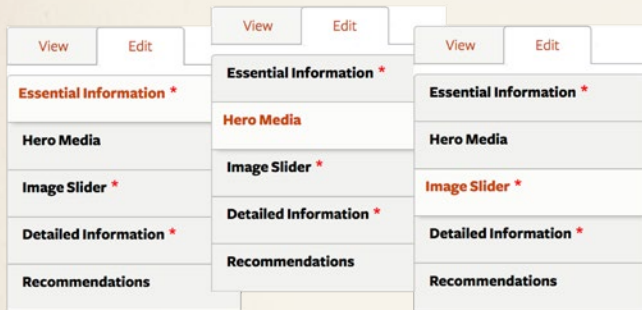 View Edit
Essential Information *
Hero Media
Image Slider *
Detailed Information *
Recommendations
View Edit
Essential Information *
Hero Media
Image Slider *
Detailed Information *
Recommendations
View Edit
Essential Information *
Hero Media
Image Slider *
Detailed Information *
Recommendations